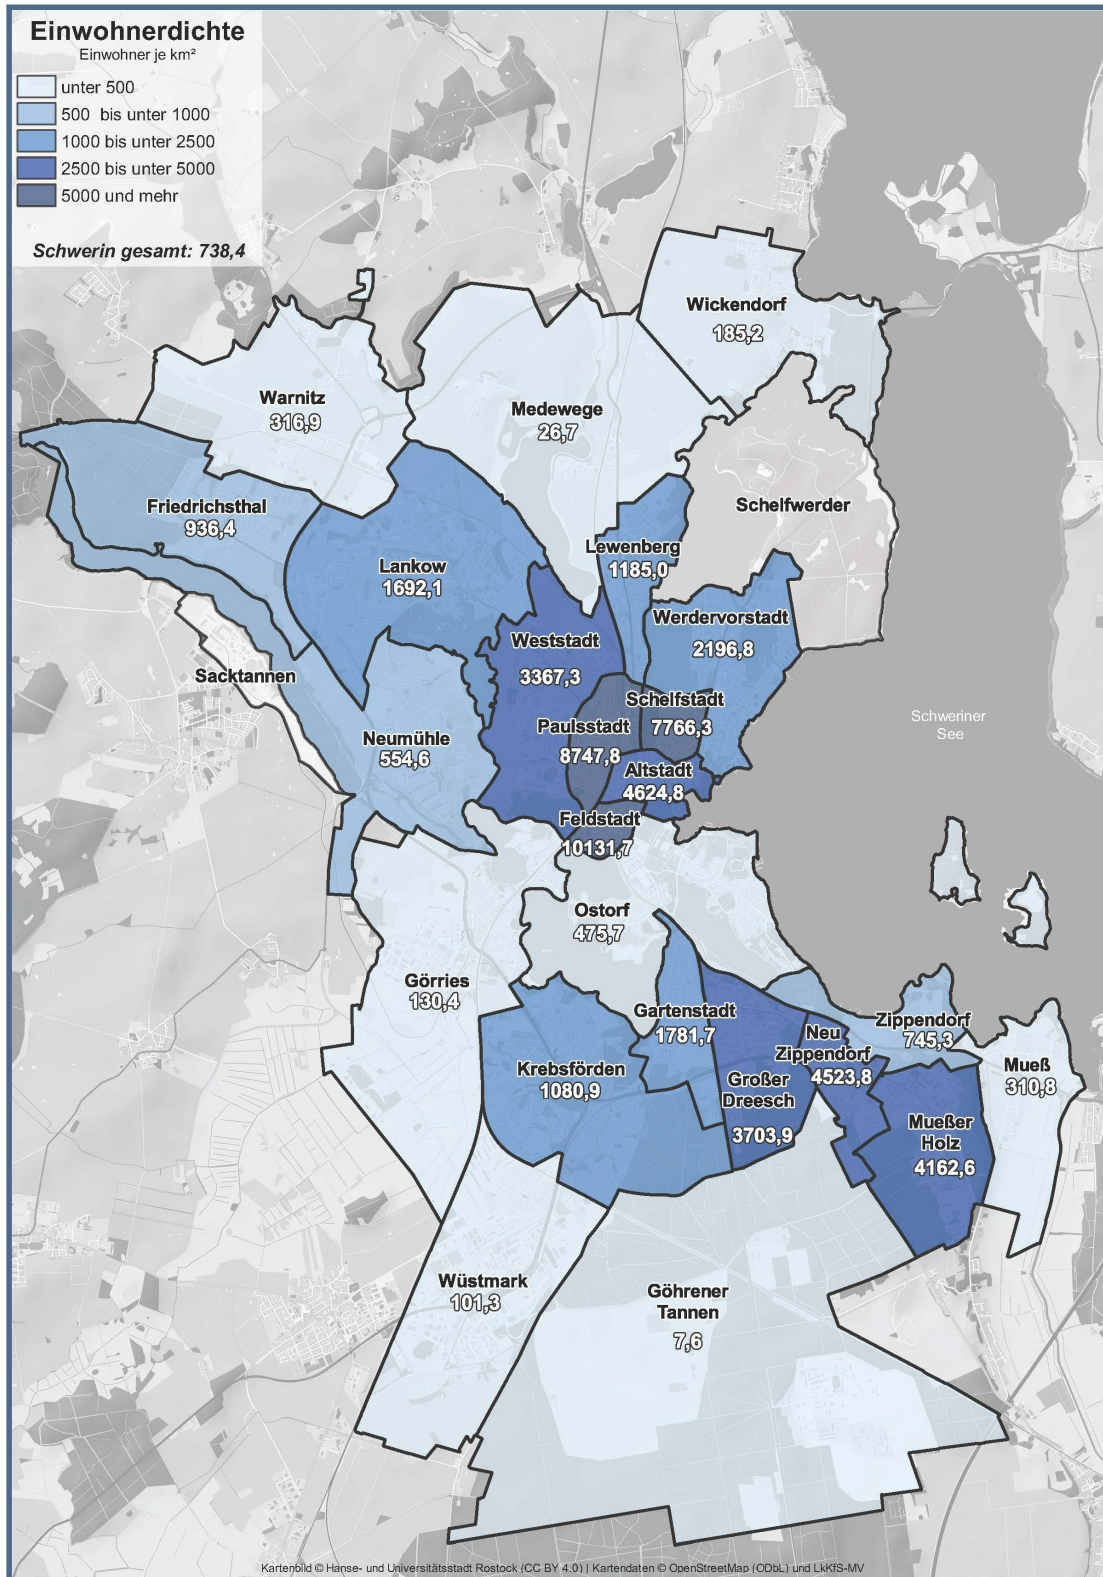 Einwohnerdichte
Einwohner je km²
unter 500
500 bis unter 1000
1000 bis unter 2500
2500 bis unter 5000
5000 und mehr
Schwerin gesamt: 738,4
Wickendorf
185,2
Warnitz
316,9
Medewege
26,7
Friedrichsthal
936,4
Schelfwerder
Lewenberg
1185,0
Lankow
1692,1
Werdervorstadt
2196,8
Weststadt
3367,3
Sacktannen
Schelfstadt
7766,3
Paulsstadt
8747,8
Neumühle
554,6
Schweriner
See
Altstadt
4624,8
Feldstadt
10131,7
Ostorf
475,7
Görries
130,4
Gartenstadt
1781,7
Zippendorf
745,3
Neu
Zippendorf
4523,8
Mueß
310,8
Krebsförden
1080,9
Großer
Dreesch
3703,9
Mueßer
Holz
4162,6
Wüstmark
101,3
Göhrener
Tannen
7,6
Kartenbild © Hanse- und Universitätsstadt Rostock (CC BY 4.0) | Kartendaten © OpenStreetMap (ODbL) und LkKfS-MV